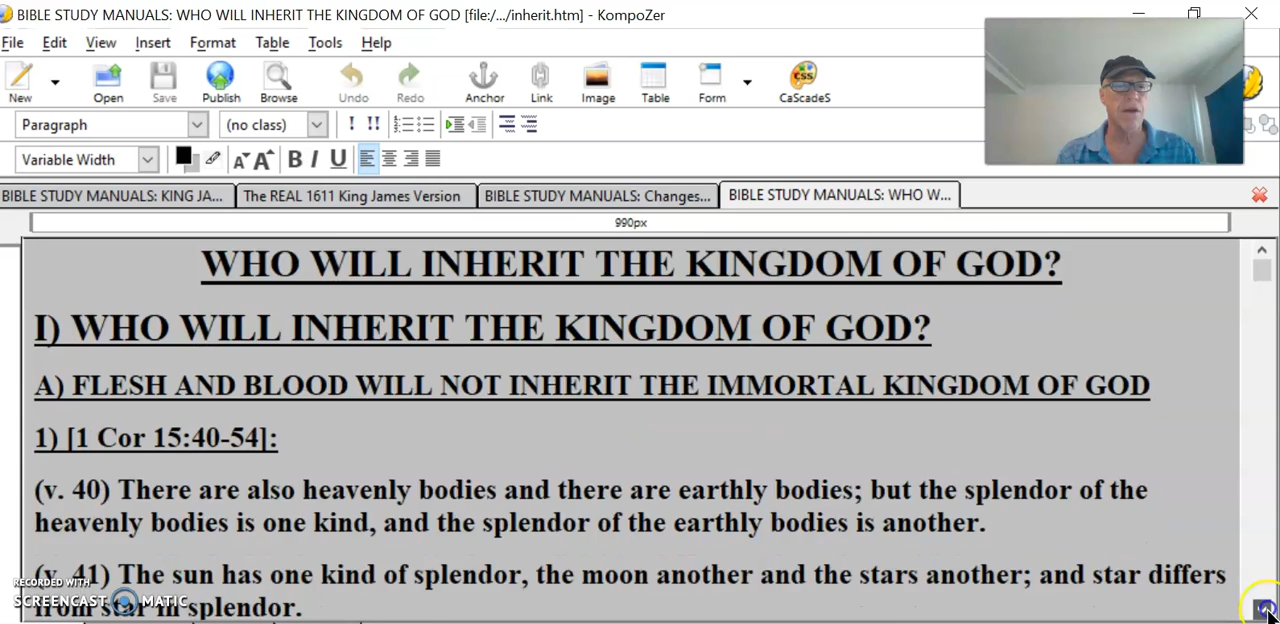 BIBLE STUDY MANUALS: WHO WILL INHERIT THE KINGDOM OF GOD [file:/.../inherit.htm] - KompoZer
File Edit View Insert Format Table Tools Help
New Open Save Publish Browse Undo Redo Anchor Link Image Table Form CaScadeS
Paragraph (no class)
Variable Width
BIBLE STUDY MANUALS: KING JA... The REAL 1611 King James Version BIBLE STUDY MANUALS: Changes... BIBLE STUDY MANUALS: WHO W...
990px
WHO WILL INHERIT THE KINGDOM OF GOD?
I) WHO WILL INHERIT THE KINGDOM OF GOD?
A) FLESH AND BLOOD WILL NOT INHERIT THE IMMORTAL KINGDOM OF GOD
1) [1 Cor 15:40-54]:
(v. 40) There are also heavenly bodies and there are earthly bodies; but the splendor of the
heavenly bodies is one kind, and the splendor of the earthly bodies is another.
(v. 41) The sun has one kind of splendor, the moon another and the stars another; and star differs
from star in splendor.
RECORDED WITH
SCREENCAST MATIC